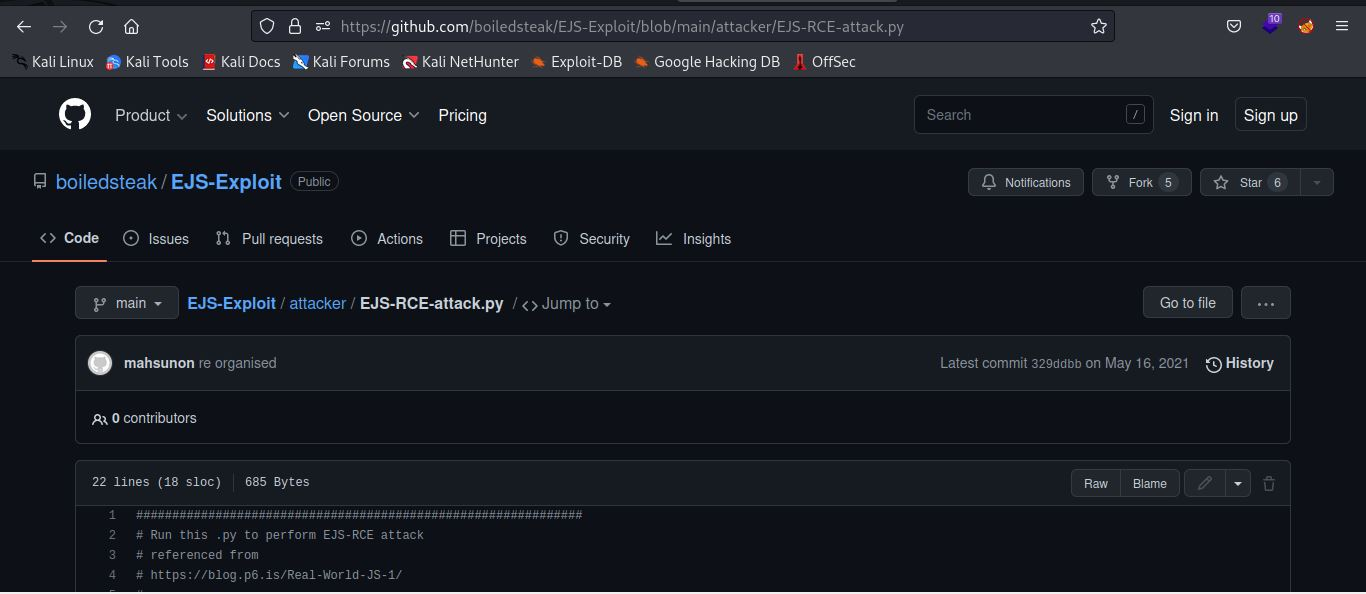 https://github.com/boiledsteak/EJS-Exploit/blob/main/attacker/EJS-RCE-attack.py 10
Kali Linux Kali Tools Kali Docs Kali Forums Kali NetHunter Exploit-DB Google Hacking DB OffSec
Product Solutions Open Source Pricing Search / Sign in Sign up
boiledsteak / EJS-Exploit Public Notifications Fork 5 Star 6
<> Code Issues Pull requests Actions Projects Security Insights
main EJS-Exploit / attacker / EJS-RCE-attack.py / <> Jump to Go to file ...
mahsunon re organised Latest commit 329ddbb on May 16, 2021 History
0 contributors
22 lines (18 sloc) 685 Bytes Raw Blame
1 ##############################################################
2 # Run this .py to perform EJS-RCE attack
3 # referenced from
4 # https://blog.p6.is/Real-World-JS-1/